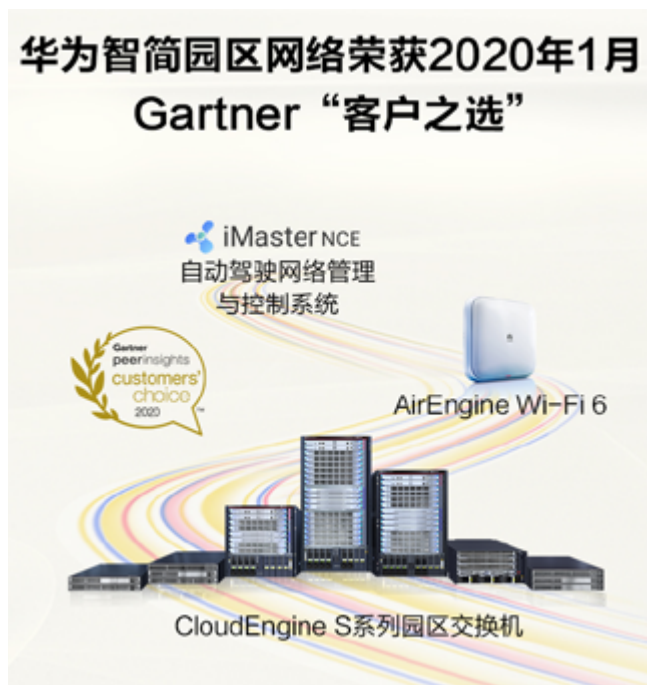 华为智简园区网络荣获2020年1月
Gartner“客户之选”
iMaster NCE
自动驾驶网络管理
与控制系统
Gartner
peerinsights
customers'
choice
2020
™
AirEngine Wi-Fi 6
CloudEngine S系列园区交换机